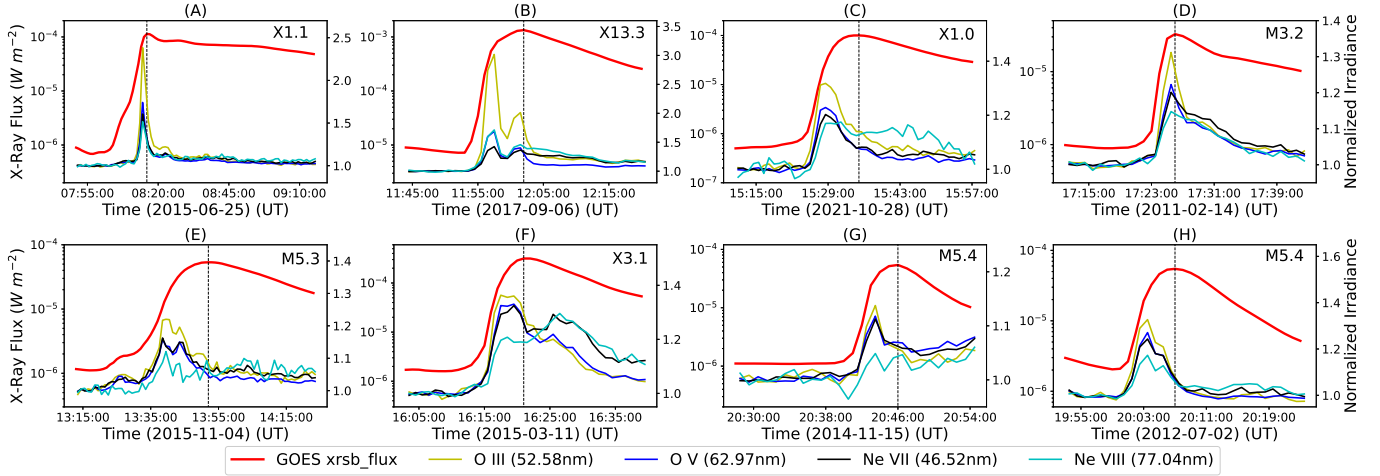 (A) (B) (C) (D)
X-Ray Flux (W m⁻²)
10⁻⁴ 10⁻⁵ 10⁻⁶
X1.1
2.5 2.0 1.5 1.0
07:55:00 08:20:00 08:45:00 09:10:00
Time (2015-06-25) (UT)
10⁻³ 10⁻⁴ 10⁻⁵
X13.3
3.5 3.0 2.5 2.0 1.5 1.0
11:45:00 11:55:00 12:05:00 12:15:00
Time (2017-09-06) (UT)
10⁻⁴ 10⁻⁵ 10⁻⁶ 10⁻⁷
X1.0
1.4 1.2 1.0
15:15:00 15:29:00 15:43:00 15:57:00
Time (2021-10-28) (UT)
10⁻⁵ 10⁻⁶
M3.2
1.4 1.3 1.2 1.1 1.0
17:15:00 17:23:00 17:31:00 17:39:00
Time (2011-02-14) (UT)
Normalized Irradiance
(E) (F) (G) (H)
X-Ray Flux (W m⁻²)
10⁻⁴ 10⁻⁵ 10⁻⁶
M5.3
1.4 1.3 1.2 1.1 1.0
13:15:00 13:35:00 13:55:00 14:15:00
Time (2015-11-04) (UT)
10⁻³ 10⁻⁴ 10⁻⁵ 10⁻⁶
X3.1
1.4 1.2 1.0
16:05:00 16:15:00 16:25:00 16:35:00
Time (2015-03-11) (UT)
10⁻⁴ 10⁻⁵ 10⁻⁶
M5.4
1.2 1.1 1.0
20:30:00 20:38:00 20:46:00 20:54:00
Time (2014-11-15) (UT)
10⁻⁴ 10⁻⁵ 10⁻⁶
M5.4
1.6 1.4 1.2 1.0
19:55:00 20:03:00 20:11:00 20:19:00
Time (2012-07-02) (UT)
Normalized Irradiance
GOES xrsb_flux O III (52.58nm) O V (62.97nm) Ne VII (46.52nm) Ne VIII (77.04nm)